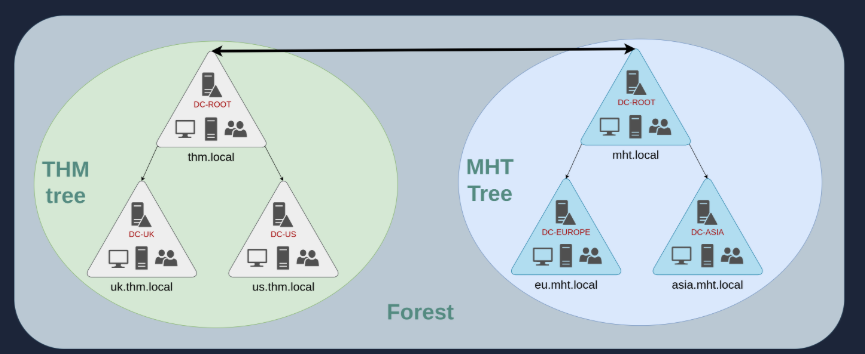 DC-ROOT
thm.local
THM
tree
DC-UK
uk.thm.local
DC-US
us.thm.local
DC-ROOT
mht.local
MHT
Tree
DC-EUROPE
eu.mht.local
DC-ASIA
asia.mht.local
Forest